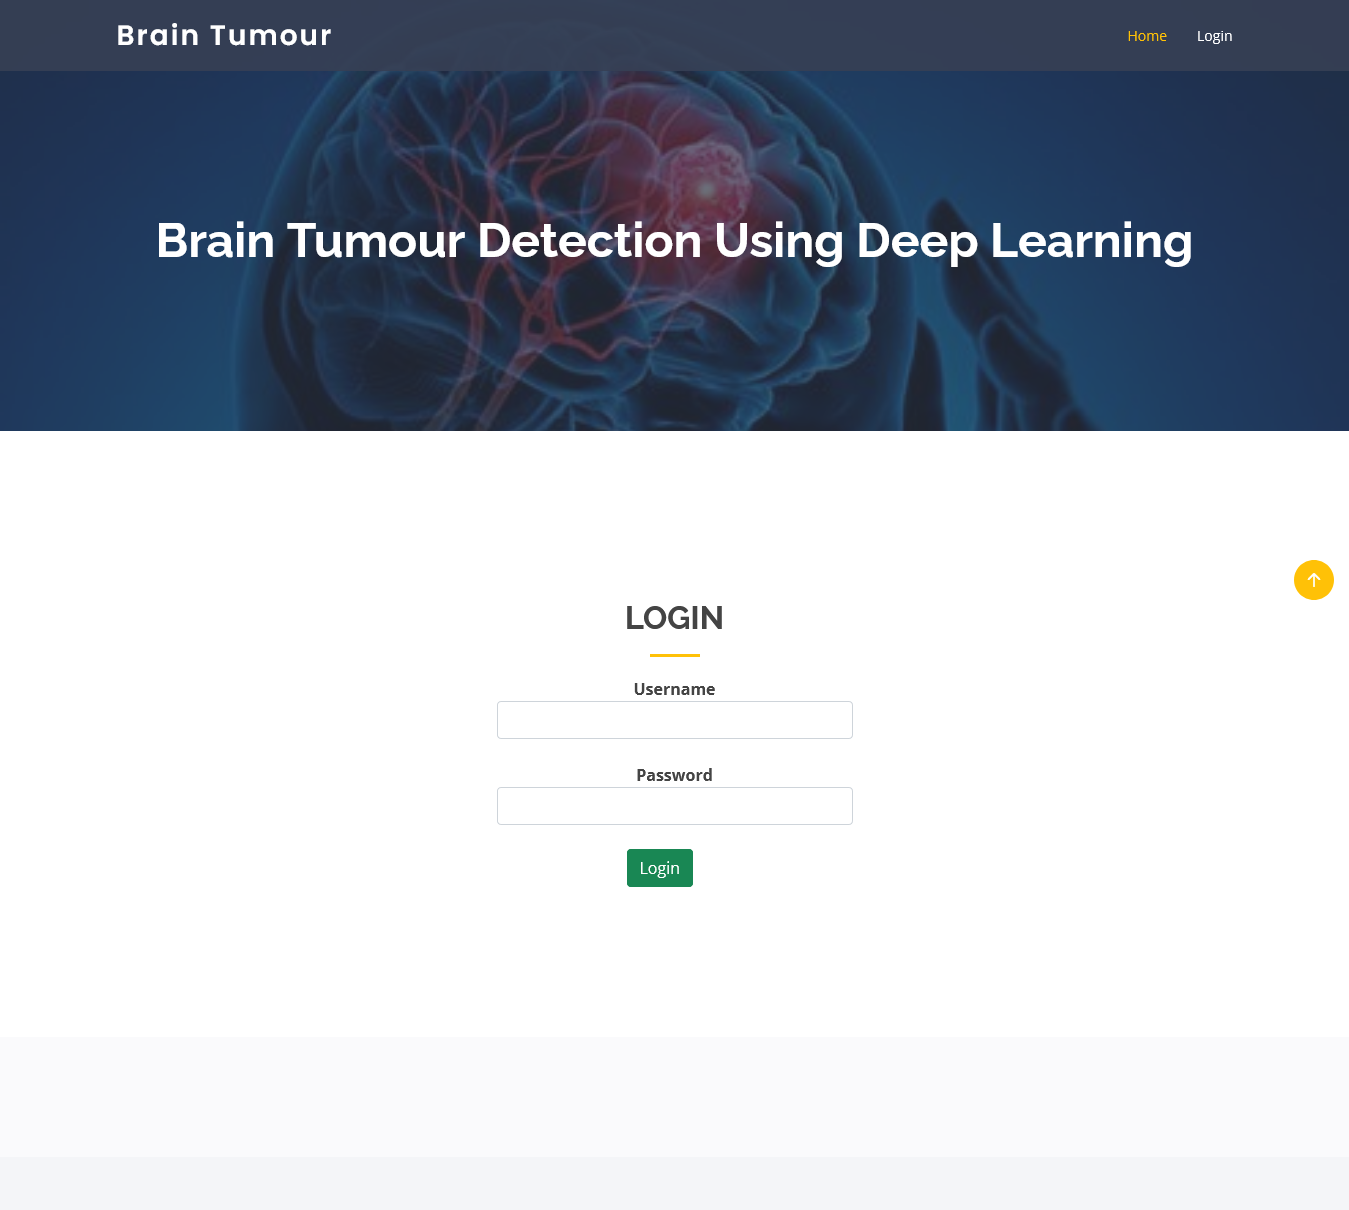 Brain Tumour
Home Login
Brain Tumour Detection Using Deep Learning
LOGIN
Username
Password
Login